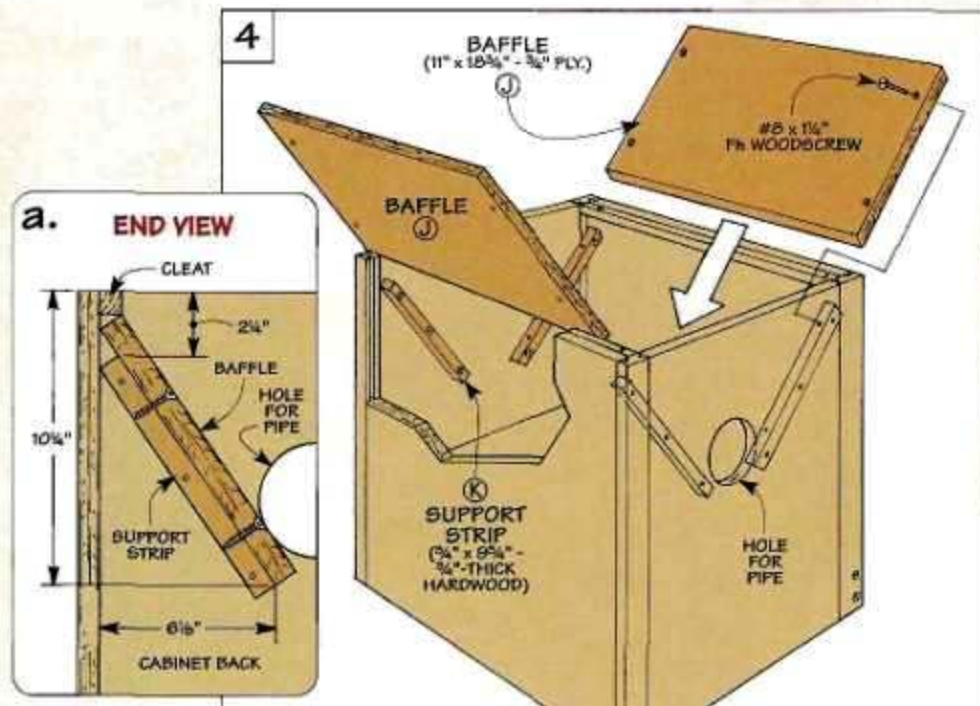 4
BAFFLE
(11" x 18¾" - ¾" PLY.)
J
#8 x 1¼"
Fh WOODSCREW
BAFFLE
J
a.
END VIEW
CLEAT
2¼"
BAFFLE
HOLE
FOR
PIPE
10¼"
SUPPORT
STRIP
6⅛"
CABINET BACK
K
SUPPORT
STRIP
(¾" x 9¾" -
¾"-THICK
HARDWOOD)
HOLE
FOR
PIPE